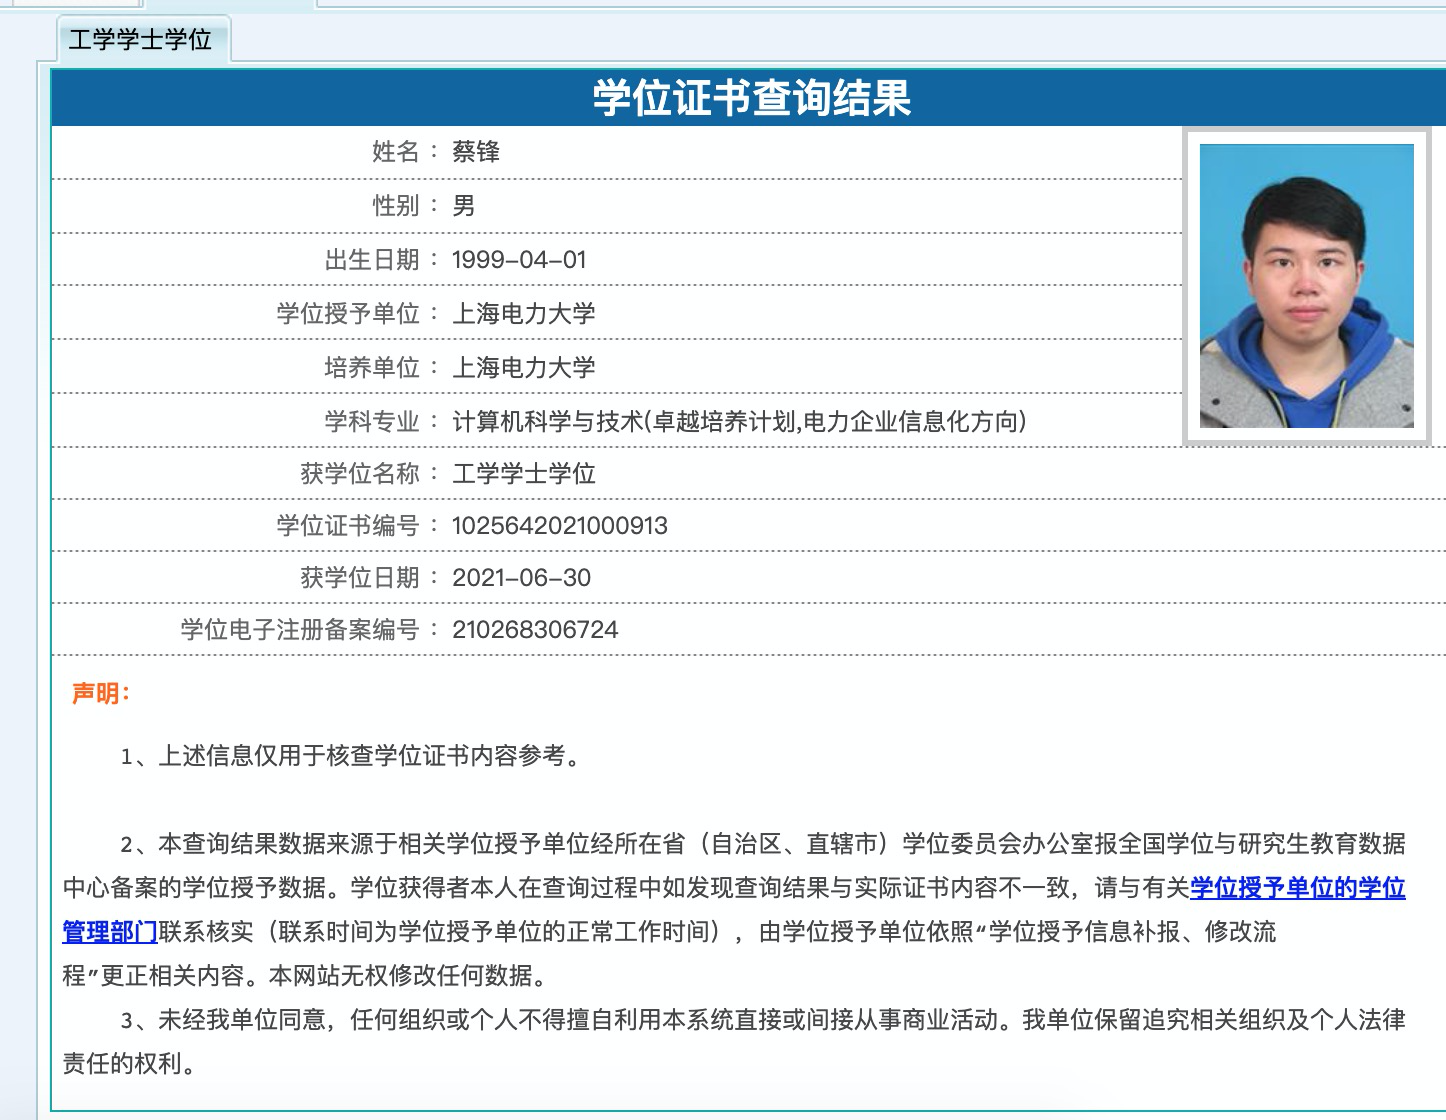 工学学士学位
学位证书查询结果
姓名： 蔡锋
性别： 男
出生日期： 1999-04-01
学位授予单位： 上海电力大学
培养单位： 上海电力大学
学科专业： 计算机科学与技术(卓越培养计划,电力企业信息化方向)
获学位名称： 工学学士学位
学位证书编号： 1025642021000913
获学位日期： 2021-06-30
学位电子注册备案编号： 210268306724
声明：
1、上述信息仅用于核查学位证书内容参考。
2、本查询结果数据来源于相关学位授予单位经所在省（自治区、直辖市）学位委员会办公室报全国学位与研究生教育数据
中心备案的学位授予数据。学位获得者本人在查询过程中如发现查询结果与实际证书内容不一致，请与有关学位授予单位的学位
管理部门联系核实（联系时间为学位授予单位的正常工作时间），由学位授予单位依照“学位授予信息补报、修改流
程”更正相关内容。本网站无权修改任何数据。
3、未经我单位同意，任何组织或个人不得擅自利用本系统直接或间接从事商业活动。我单位保留追究相关组织及个人法律
责任的权利。